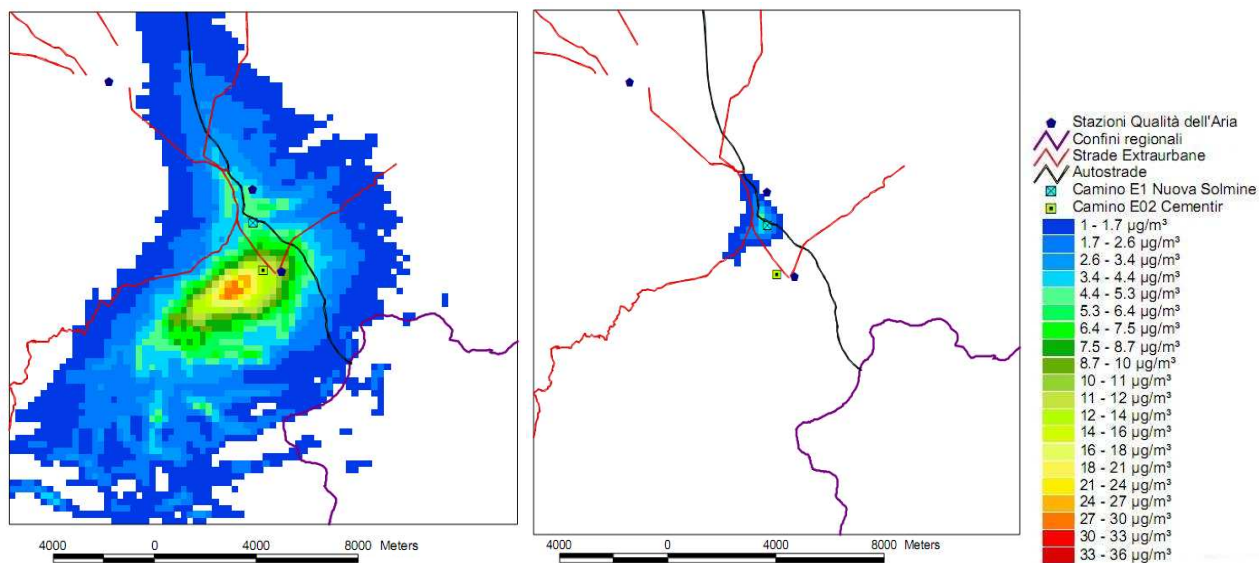 Stazioni Qualità dell'Aria
Confini regionali
Strade Extraurbane
Autostrade
Camino E1 Nuova Solmine
Camino E02 Cementir
1 - 1.7 µg/m³
1.7 - 2.6 µg/m³
2.6 - 3.4 µg/m³
3.4 - 4.4 µg/m³
4.4 - 5.3 µg/m³
5.3 - 6.4 µg/m³
6.4 - 7.5 µg/m³
7.5 - 8.7 µg/m³
8.7 - 10 µg/m³
10 - 11 µg/m³
11 - 12 µg/m³
12 - 14 µg/m³
14 - 16 µg/m³
16 - 18 µg/m³
18 - 21 µg/m³
21 - 24 µg/m³
24 - 27 µg/m³
27 - 30 µg/m³
30 - 33 µg/m³
33 - 36 µg/m³
4000 0 4000 8000 Meters
4000 0 4000 8000 Meters